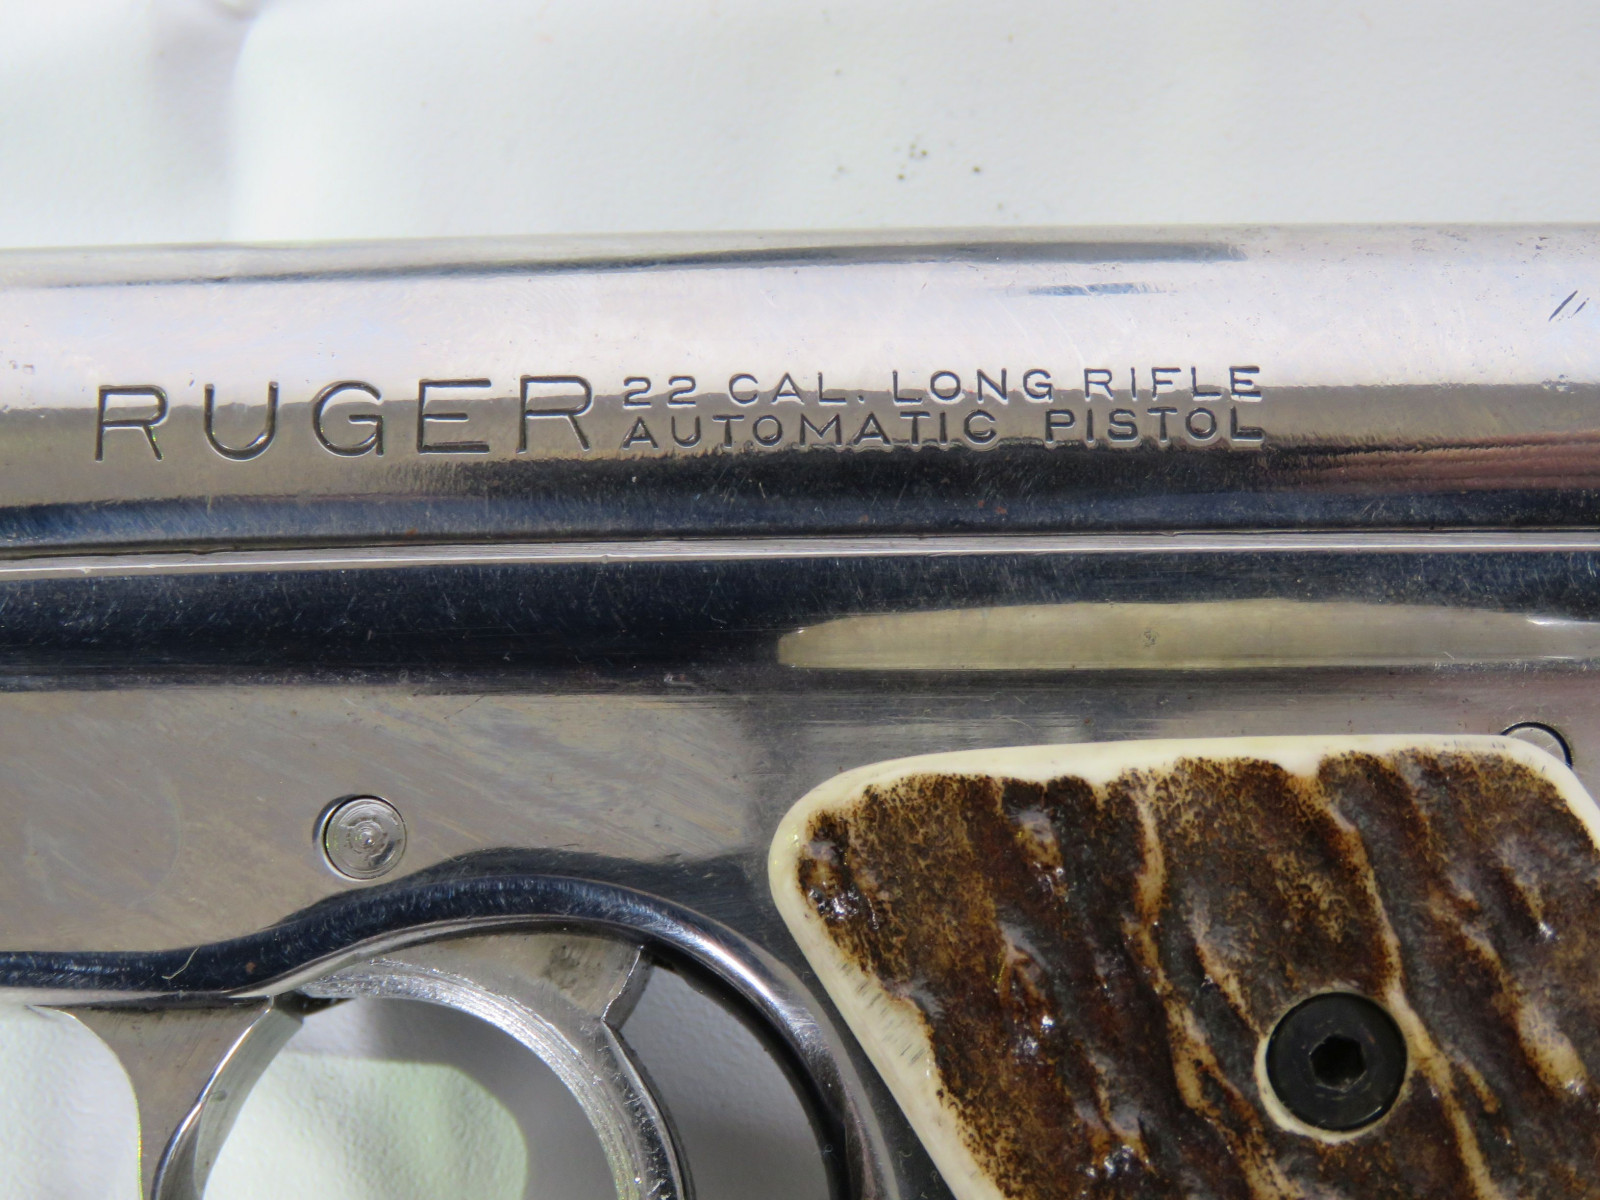 RUGER
22 CAL. LONG RIFLE
AUTOMATIC PISTOL